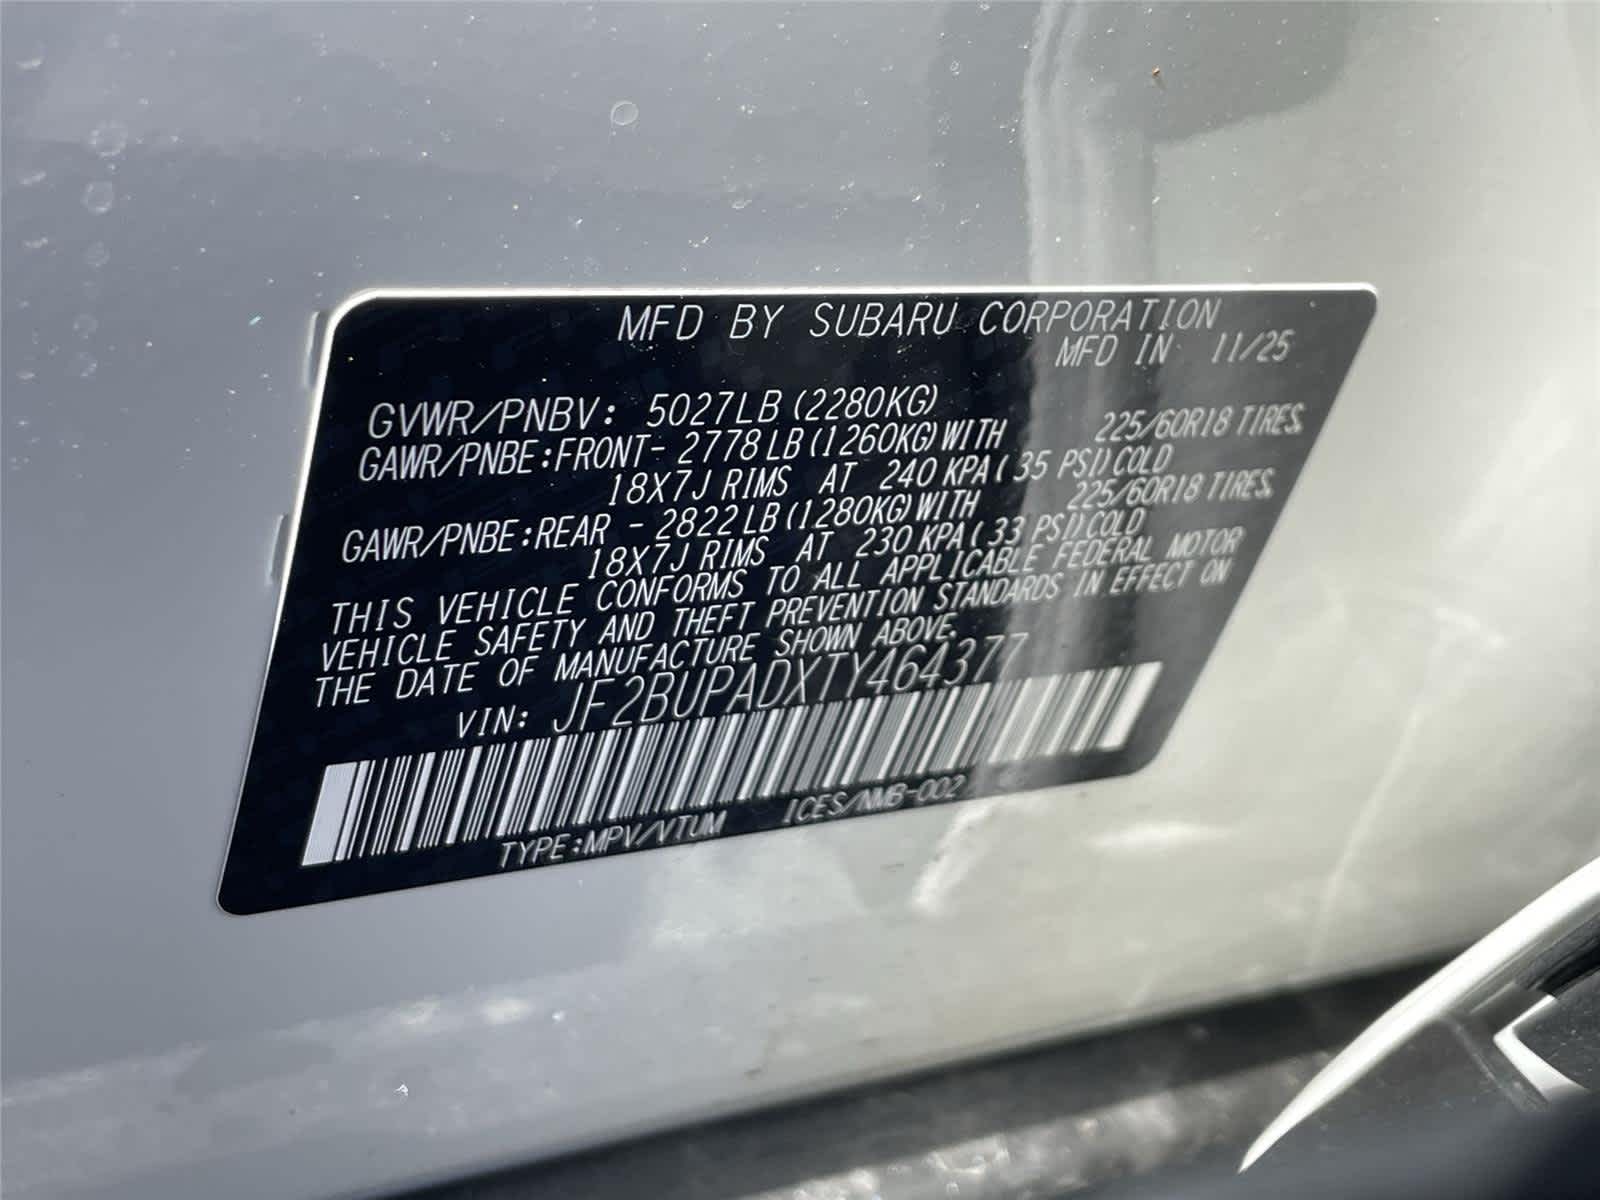 MFD BY SUBARU CORPORATION
MFD IN 11/25
GVWR/PNBV: 5027LB (2280KG)
GAWR/PNBE:FRONT- 2778LB(1260KG)WITH 225/60R18 TIRES,
18X7J RIMS AT 240 KPA( 35 PSI)COLD
GAWR/PNBE:REAR - 2822LB(1280KG)WITH 225/60R18 TIRES,
18X7J RIMS AT 230 KPA( 33 PSI)COLD
THIS VEHICLE CONFORMS TO ALL APPLICABLE FEDERAL MOTOR
VEHICLE SAFETY AND THEFT PREVENTION STANDARDS IN EFFECT ON
THE DATE OF MANUFACTURE SHOWN ABOVE.
VIN: JF2BUPADXTY464377
TYPE:MPV/VTUM ICES/NMB-002